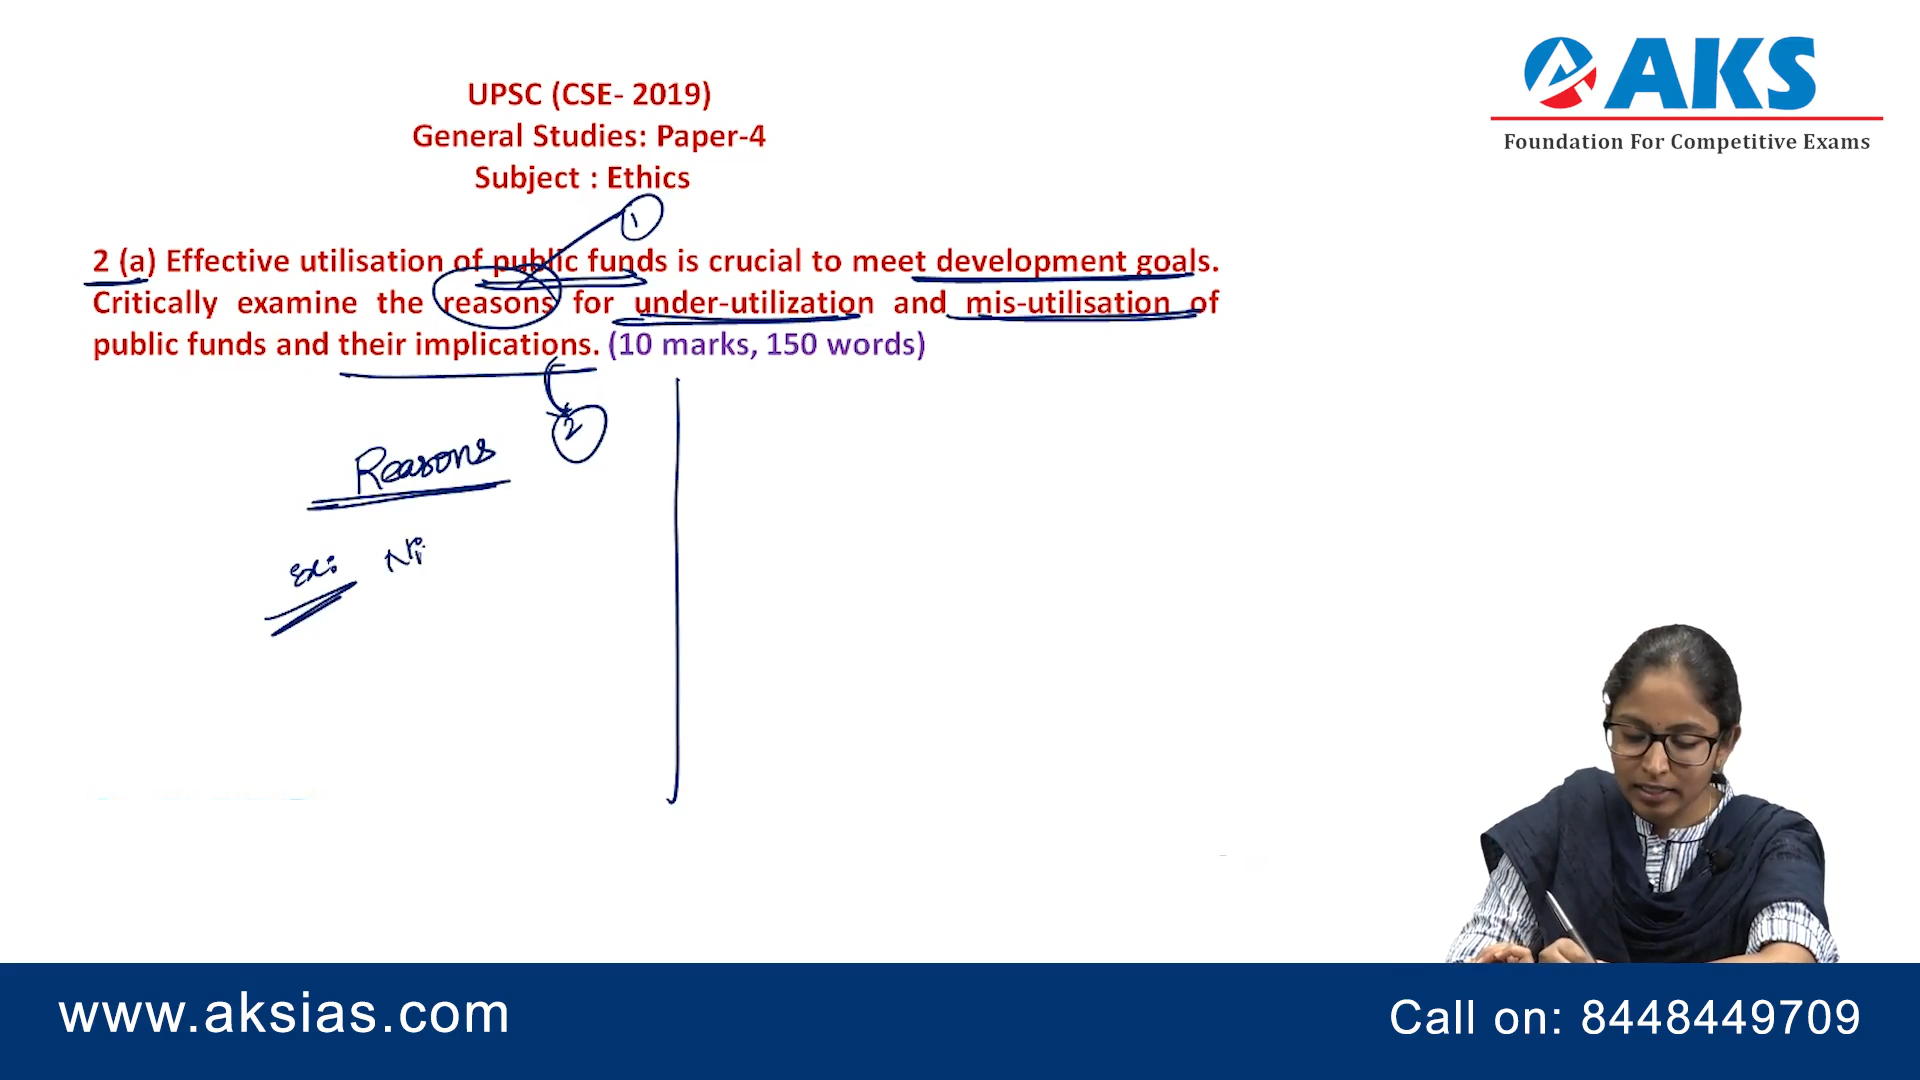 AKS
Foundation For Competitive Exams
UPSC (CSE- 2019)
General Studies: Paper-4
Subject : Ethics
1
2 (a) Effective utilisation of public funds is crucial to meet development goals.
Critically examine the reasons for under-utilization and mis-utilisation of
public funds and their implications. (10 marks, 150 words)
2
Reasons
Ex: Ni
www.aksias.com
Call on: 8448449709